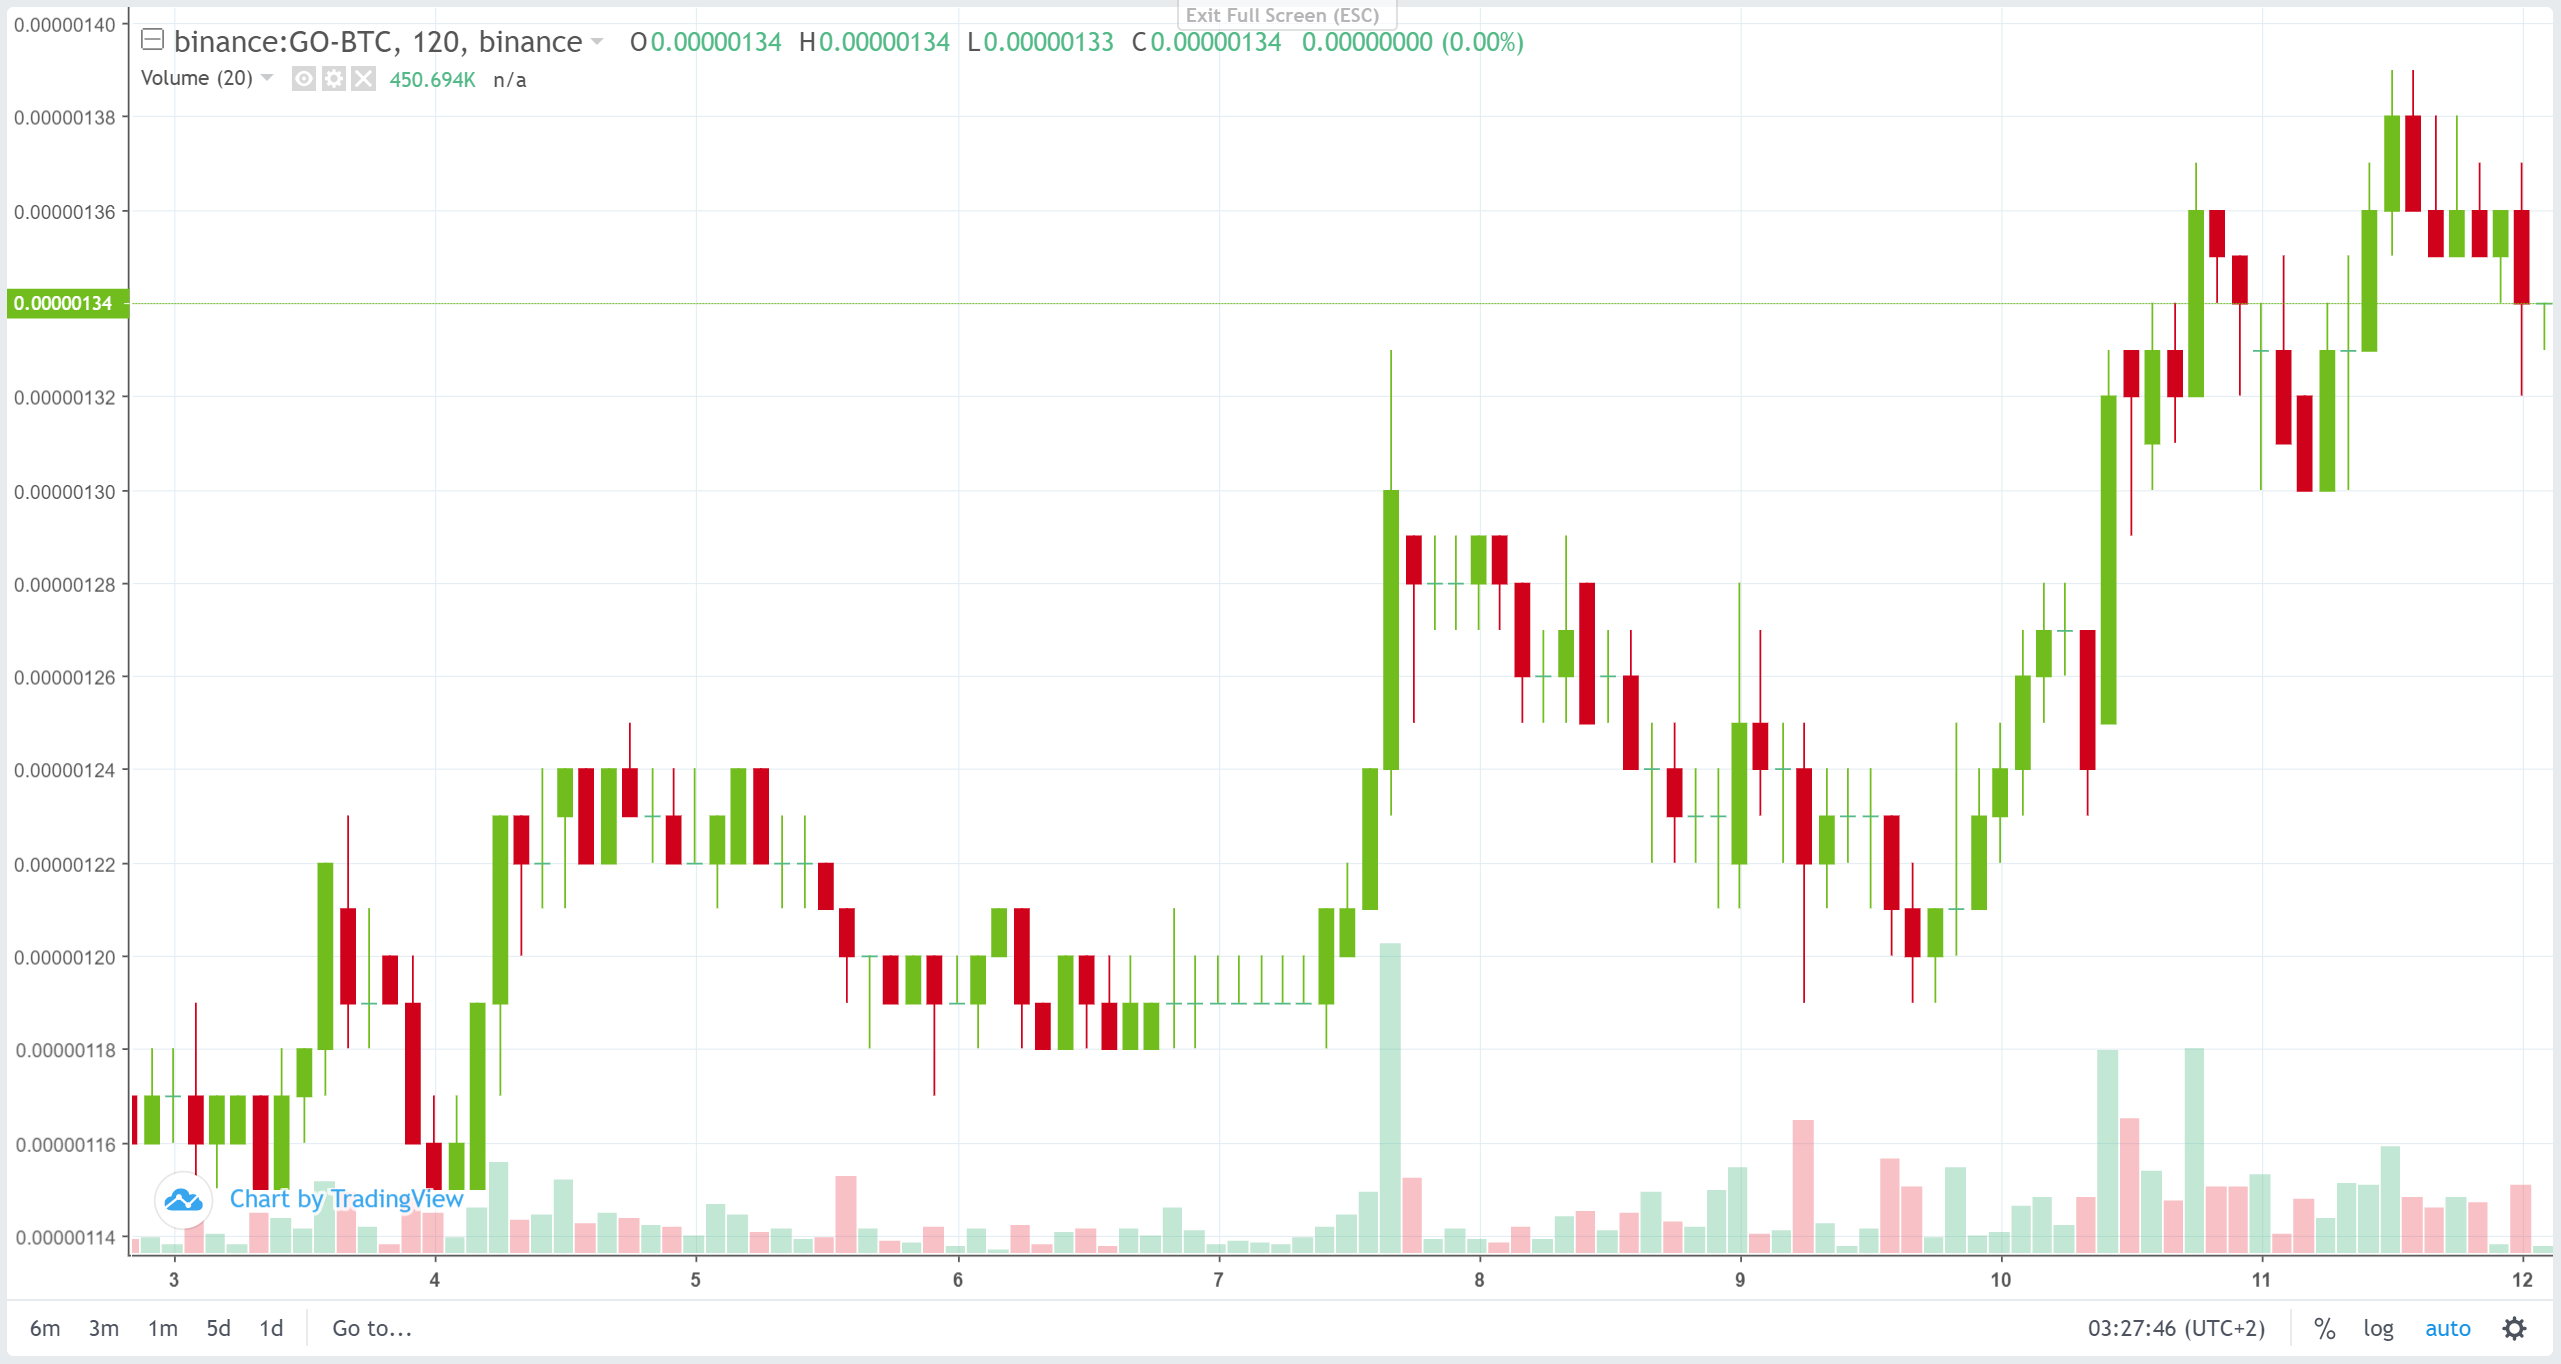 Exit Full Screen (ESC)
binance:GO-BTC, 120, binance O0.00000134 H0.00000134 L0.00000133 C0.00000134 0.00000000 (0.00%)
Volume (20) 450.694K n/a
0.00000140
0.00000138
0.00000136
0.00000134
0.00000132
0.00000130
0.00000128
0.00000126
0.00000124
0.00000122
0.00000120
0.00000118
0.00000116
0.00000114
Chart by TradingView
3 4 5 6 7 8 9 10 11 12
6m 3m 1m 5d 1d Go to... 03:27:46 (UTC+2) % log auto